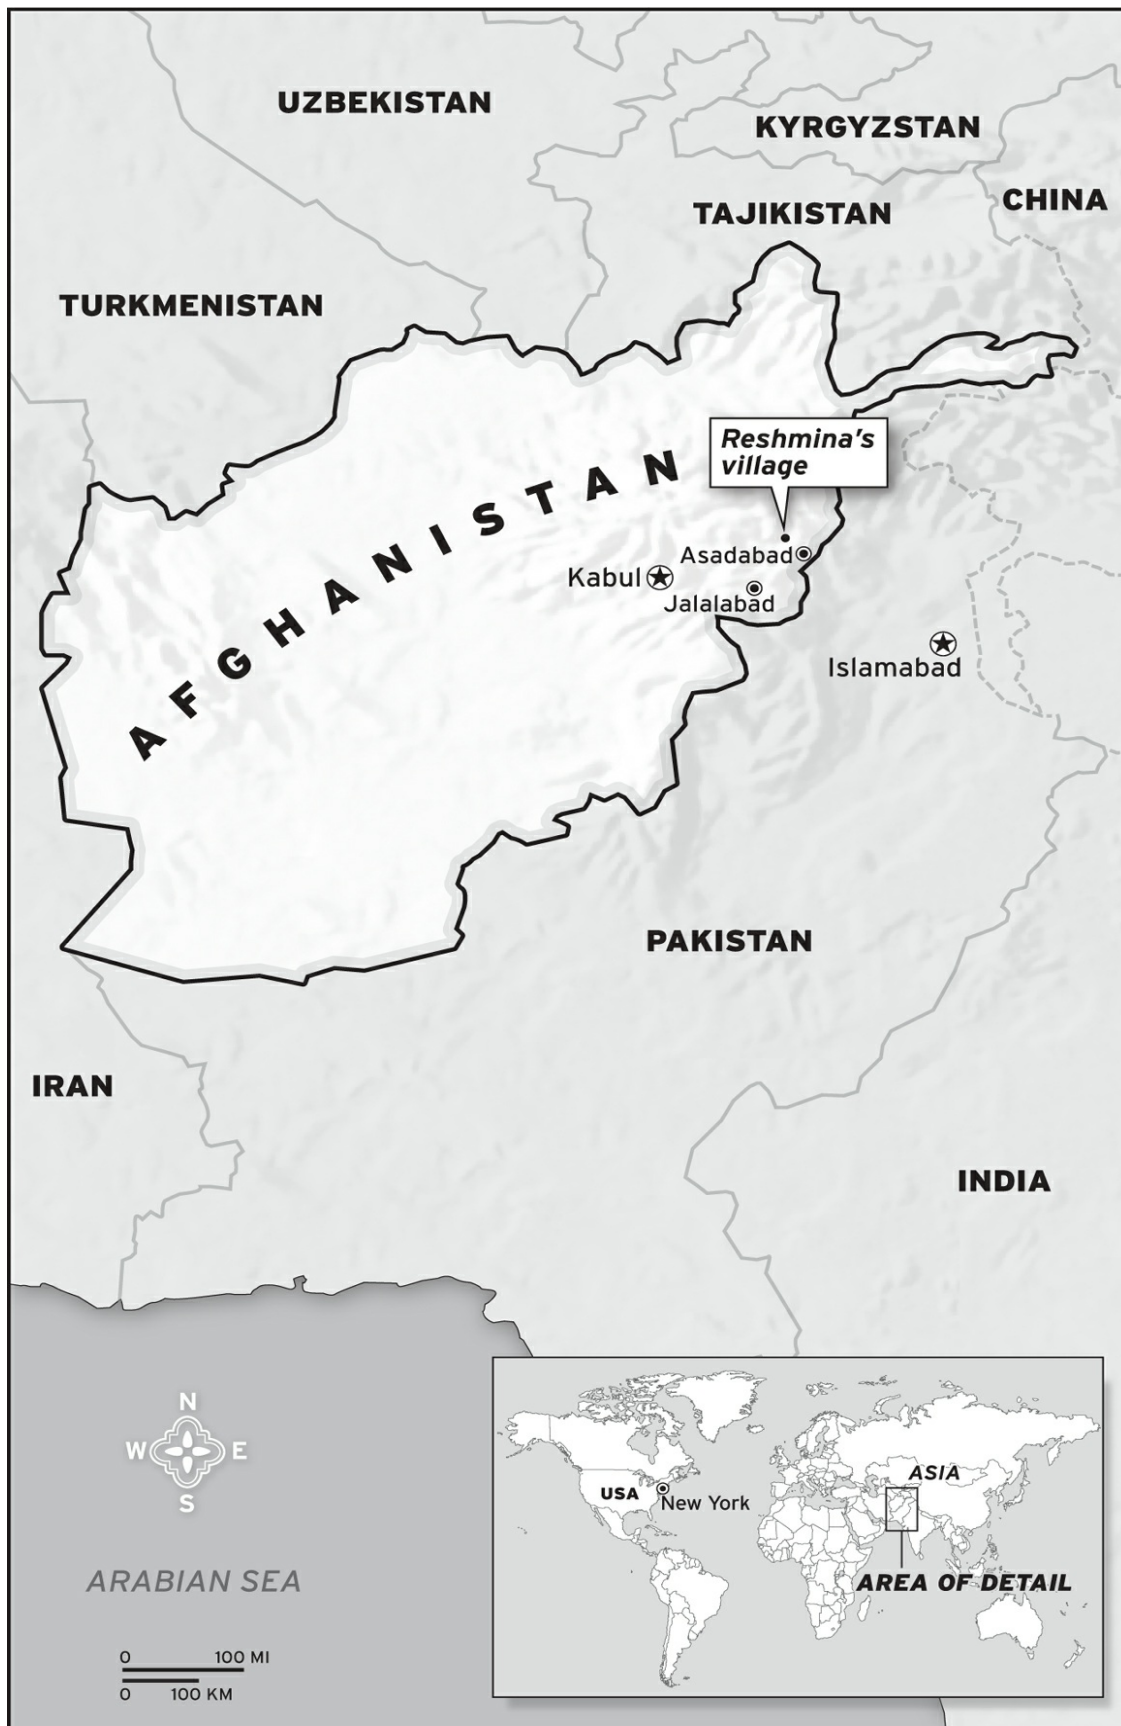 UZBEKISTAN
KYRGYZSTAN
CHINA
TAJIKISTAN
TURKMENISTAN
Reshmina's
village
AFGHANISTAN
Asadabad
Kabul
Jalalabad
Islamabad
PAKISTAN
IRAN
INDIA
N
W E
S
ARABIAN SEA
0 100 MI
0 100 KM
ASIA
USA
New York
AREA OF DETAIL